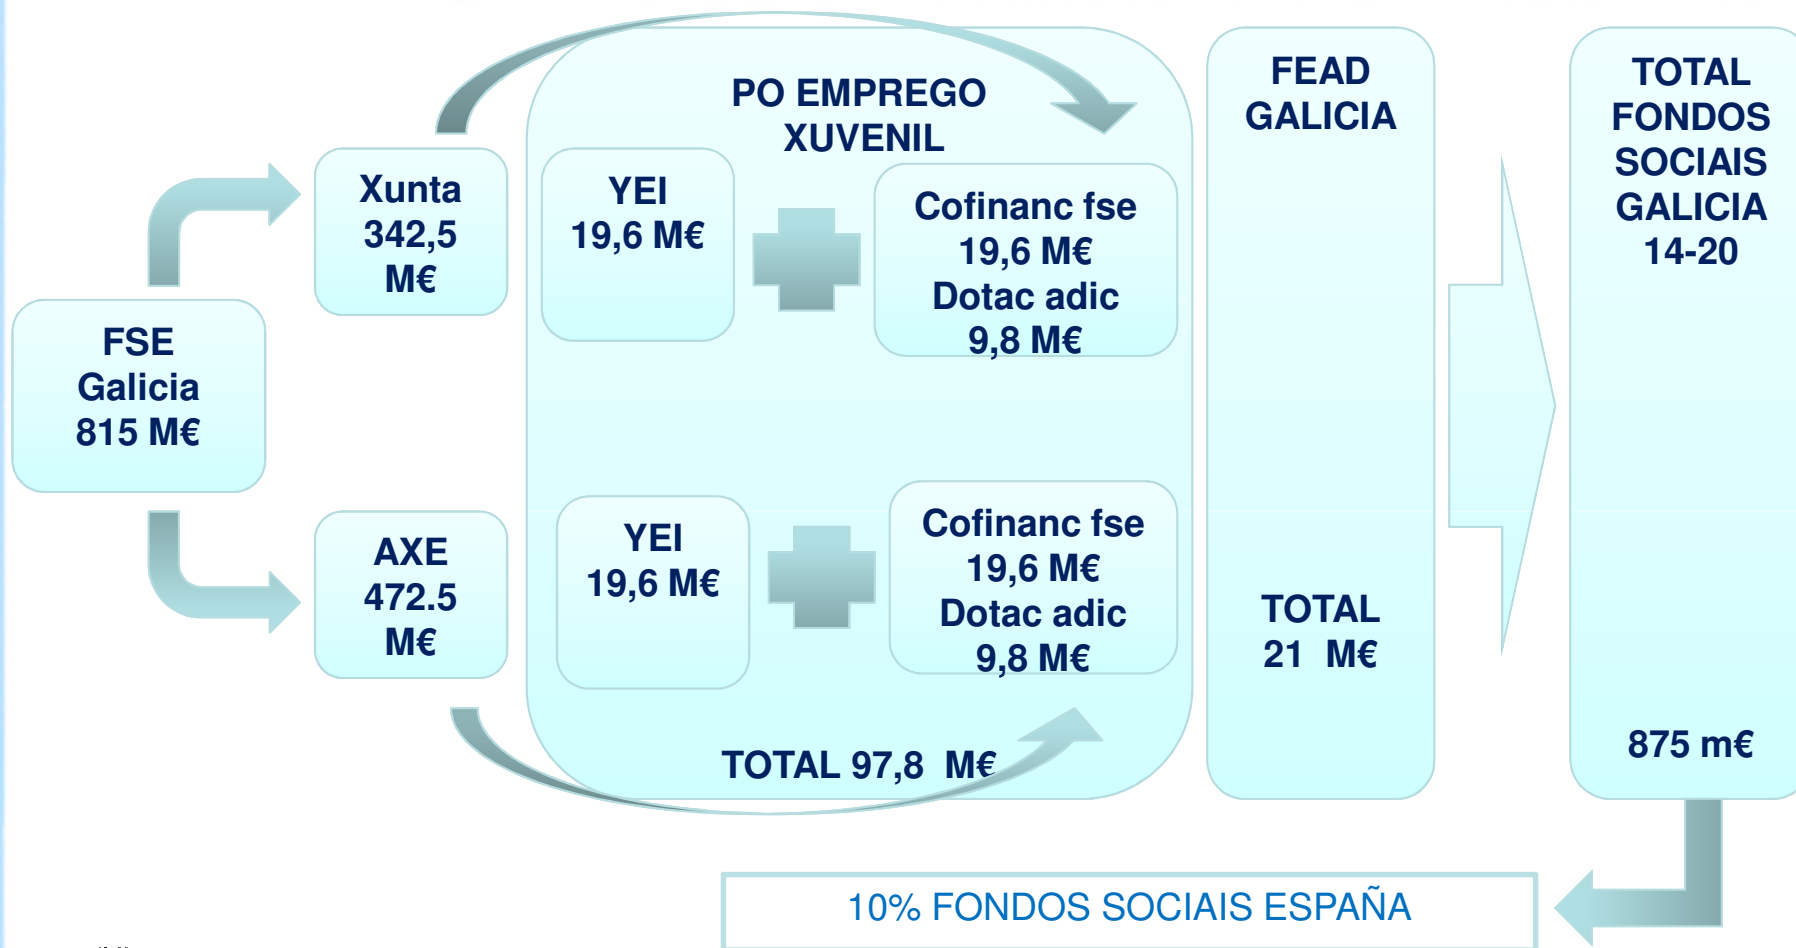 FSE
Galicia
815 M€
Xunta
342,5
M€
AXE
472.5
M€
PO EMPREGO
XUVENIL
YEI
19,6 M€
Cofinanc fse
19,6 M€
Dotac adic
9,8 M€
YEI
19,6 M€
Cofinanc fse
19,6 M€
Dotac adic
9,8 M€
TOTAL 97,8 M€
FEAD
GALICIA
TOTAL
21 M€
TOTAL
FONDOS
SOCIAIS
GALICIA
14-20
875 m€
10% FONDOS SOCIAIS ESPAÑA